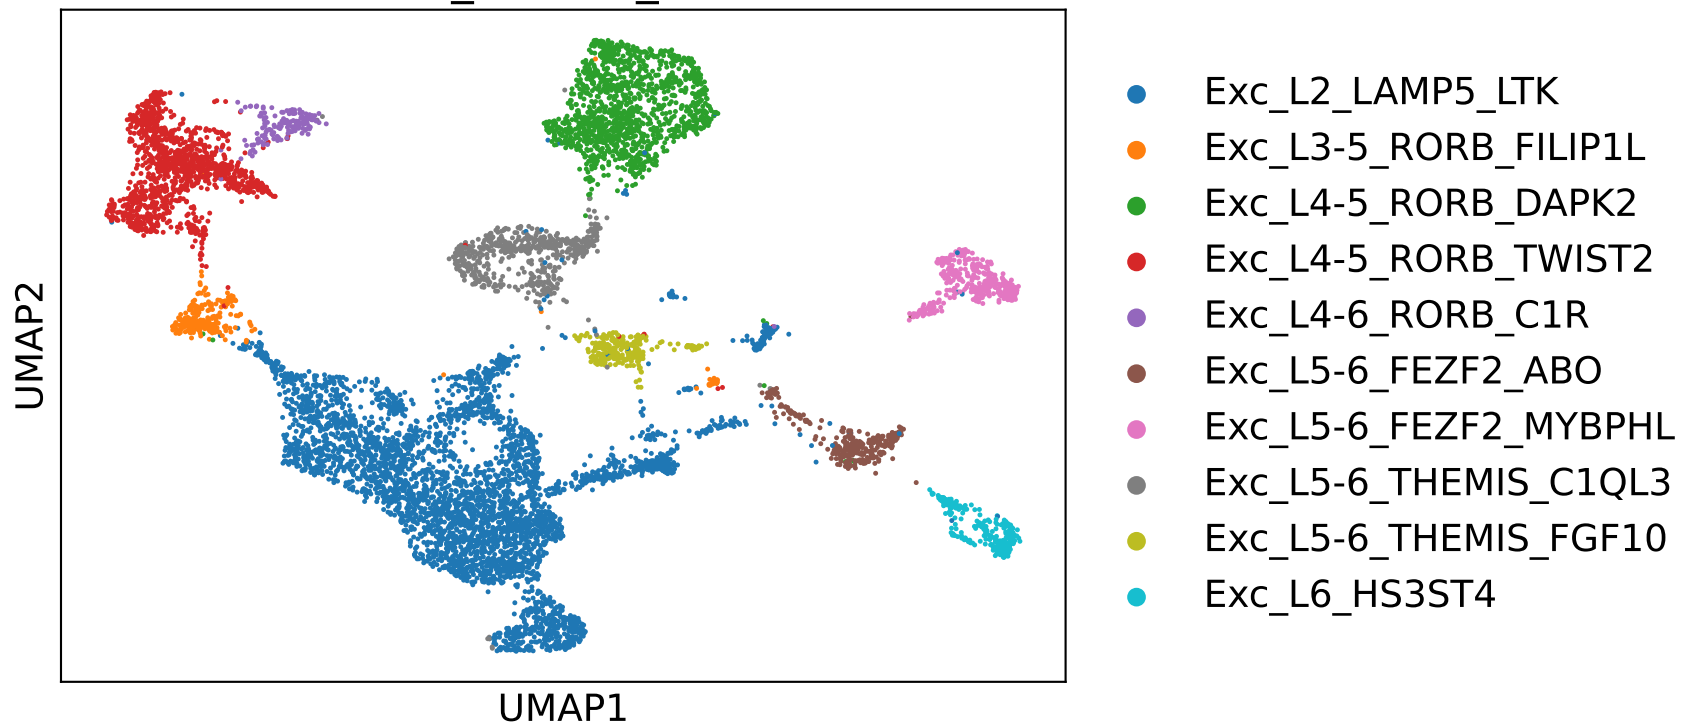 UMAP2
UMAP1
Exc_L2_LAMP5_LTK
Exc_L3-5_RORB_FILIP1L
Exc_L4-5_RORB_DAPK2
Exc_L4-5_RORB_TWIST2
Exc_L4-6_RORB_C1R
Exc_L5-6_FEZF2_ABO
Exc_L5-6_FEZF2_MYBPHL
Exc_L5-6_THEMIS_C1QL3
Exc_L5-6_THEMIS_FGF10
Exc_L6_HS3ST4